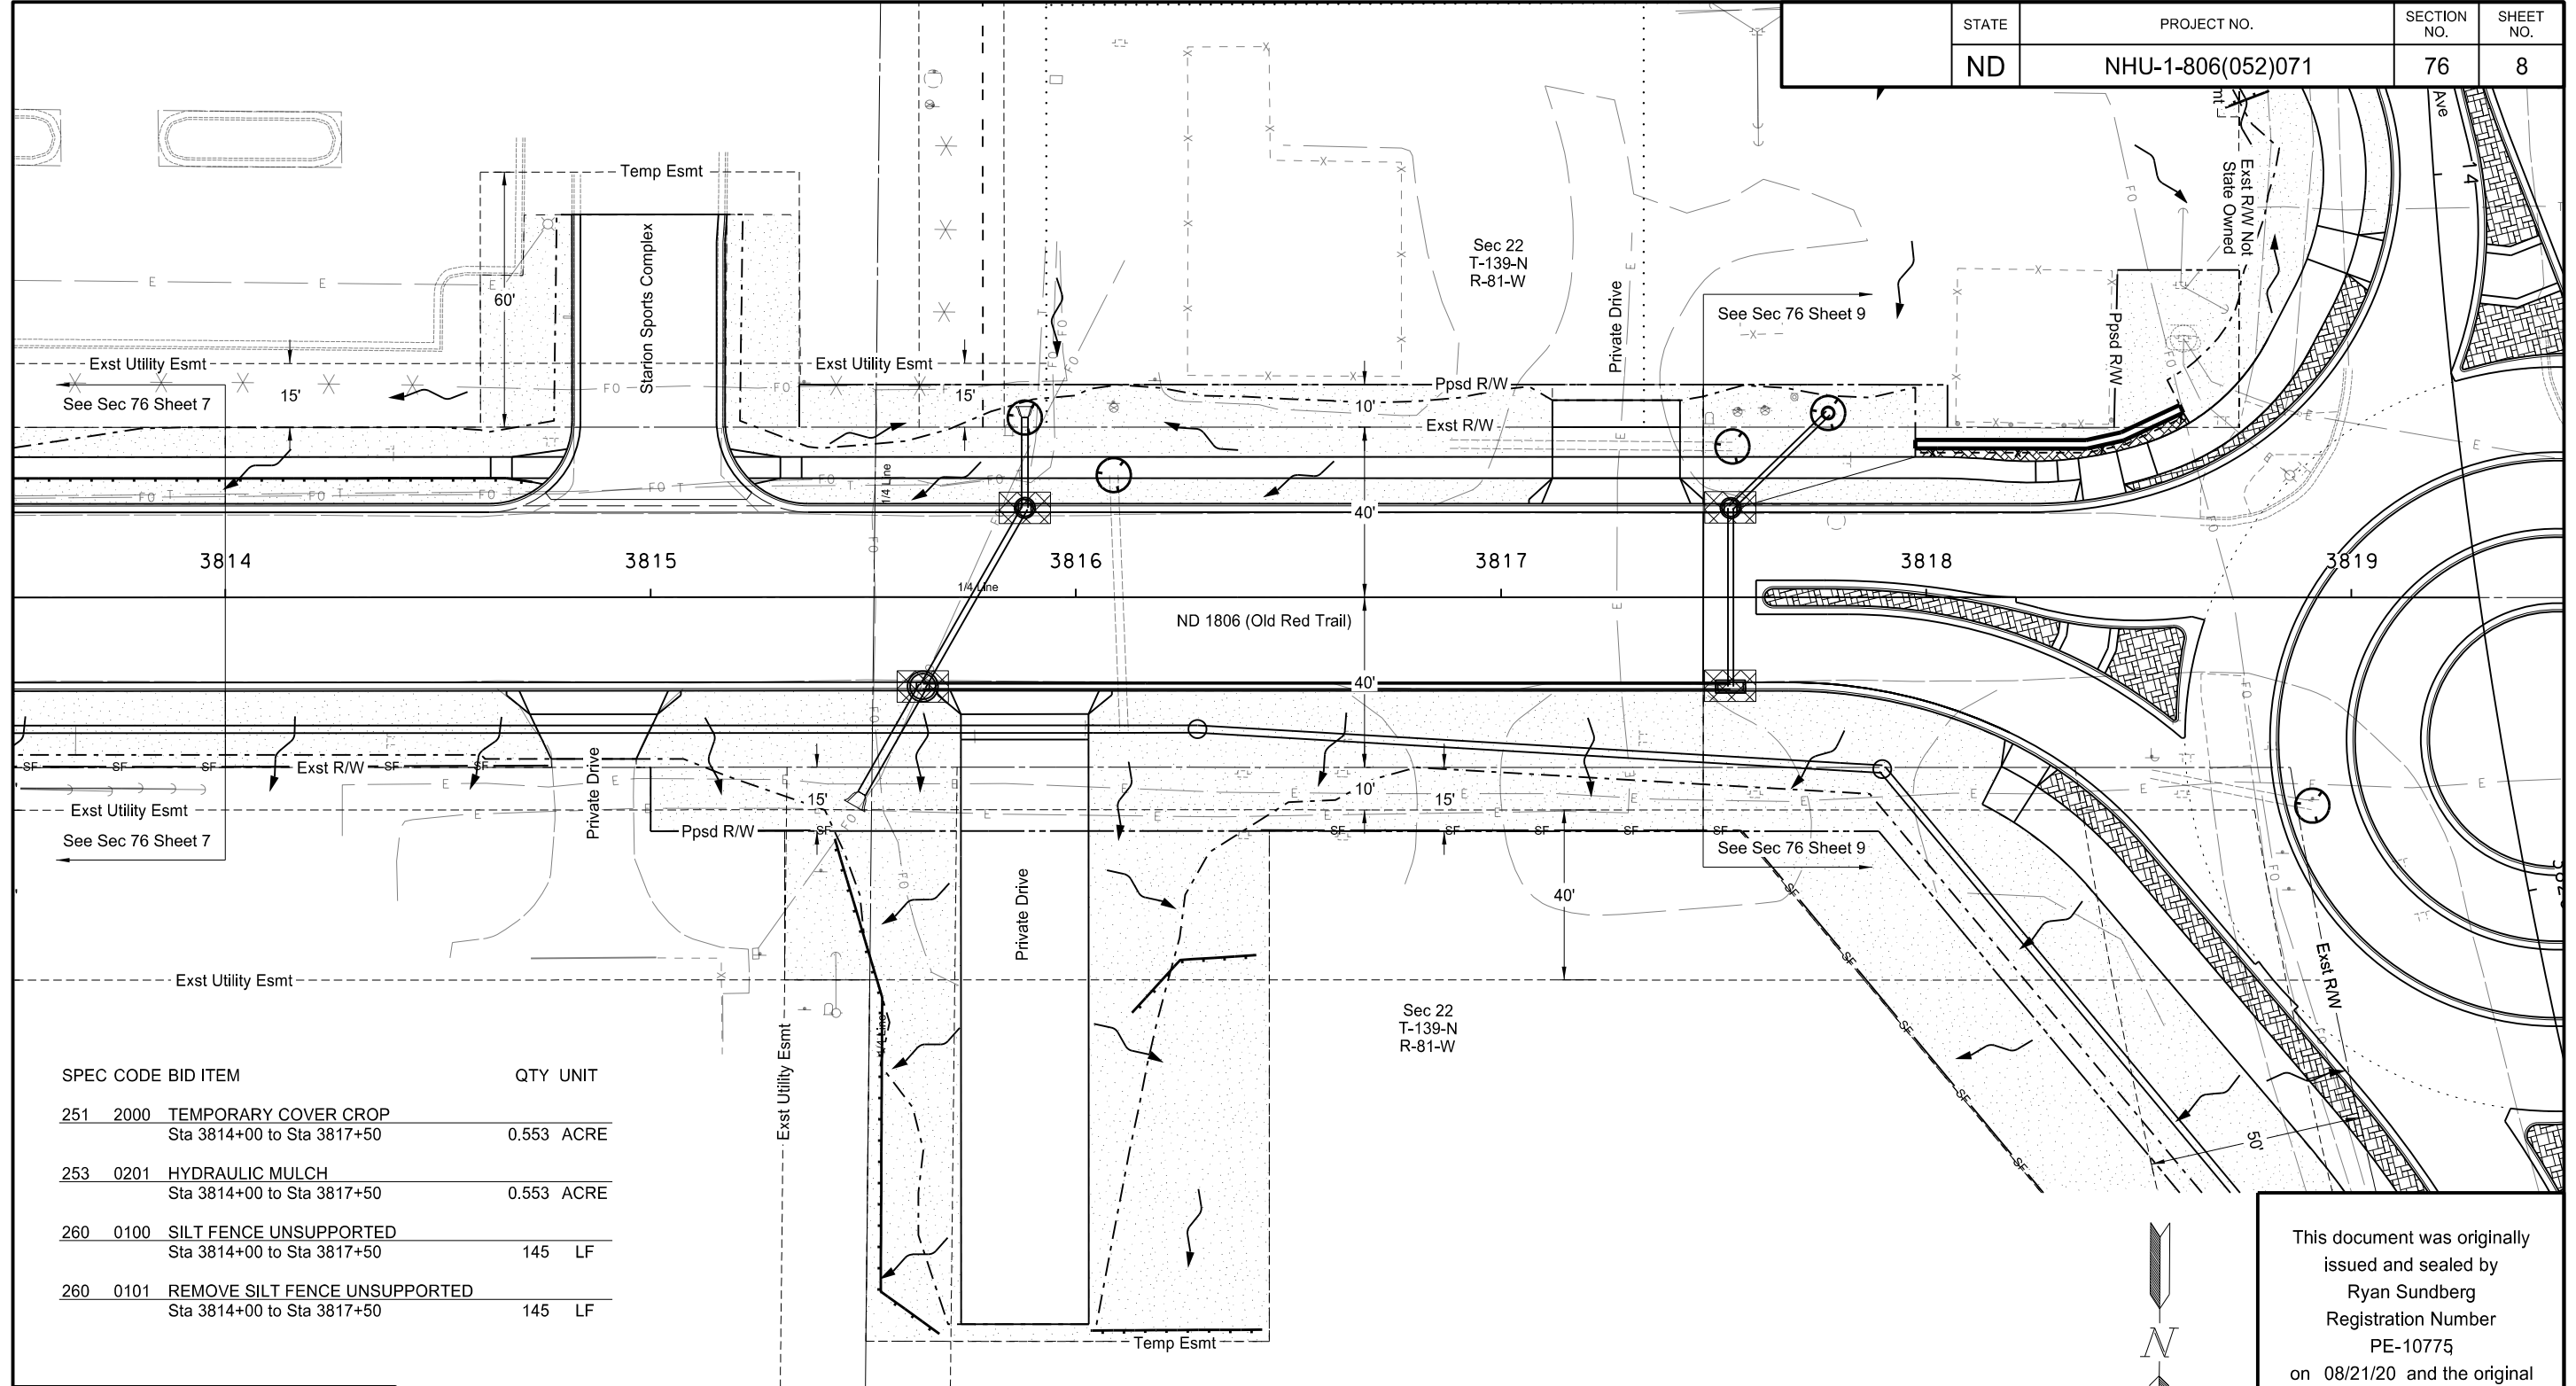 STATE
PROJECT NO.
SECTION NO.
SHEET NO.
ND
NHU-1-806(052)071
76
8
Temp Esmt
60'
Starion Sports Complex
Exst Utility Esmt
15'
See Sec 76 Sheet 7
Exst Utility Esmt
15'
Sec 22
T-139-N
R-81-W
Private Drive
See Sec 76 Sheet 9
Ppsd R/W
10'
Exst R/W
Ppsd R/W
Exst R/W Not
State Owned
Ave
14
1/4 Line
40'
3814
3815
3816
3817
3818
3819
1/4 Line
ND 1806 (Old Red Trail)
40'
Exst R/W
Exst Utility Esmt
See Sec 76 Sheet 7
Private Drive
Ppsd R/W
15'
10'
15'
See Sec 76 Sheet 9
40'
Private Drive
Exst Utility Esmt
Exst Utility Esmt
1/4 Line
Sec 22
T-139-N
R-81-W
Exst R/W
50'
Temp Esmt
SPEC CODE BID ITEM QTY UNIT
251 2000 TEMPORARY COVER CROP
Sta 3814+00 to Sta 3817+50 0.553 ACRE
253 0201 HYDRAULIC MULCH
Sta 3814+00 to Sta 3817+50 0.553 ACRE
260 0100 SILT FENCE UNSUPPORTED
Sta 3814+00 to Sta 3817+50 145 LF
260 0101 REMOVE SILT FENCE UNSUPPORTED
Sta 3814+00 to Sta 3817+50 145 LF
N
This document was originally
issued and sealed by
Ryan Sundberg
Registration Number
PE-10775,
on 08/21/20 and the original